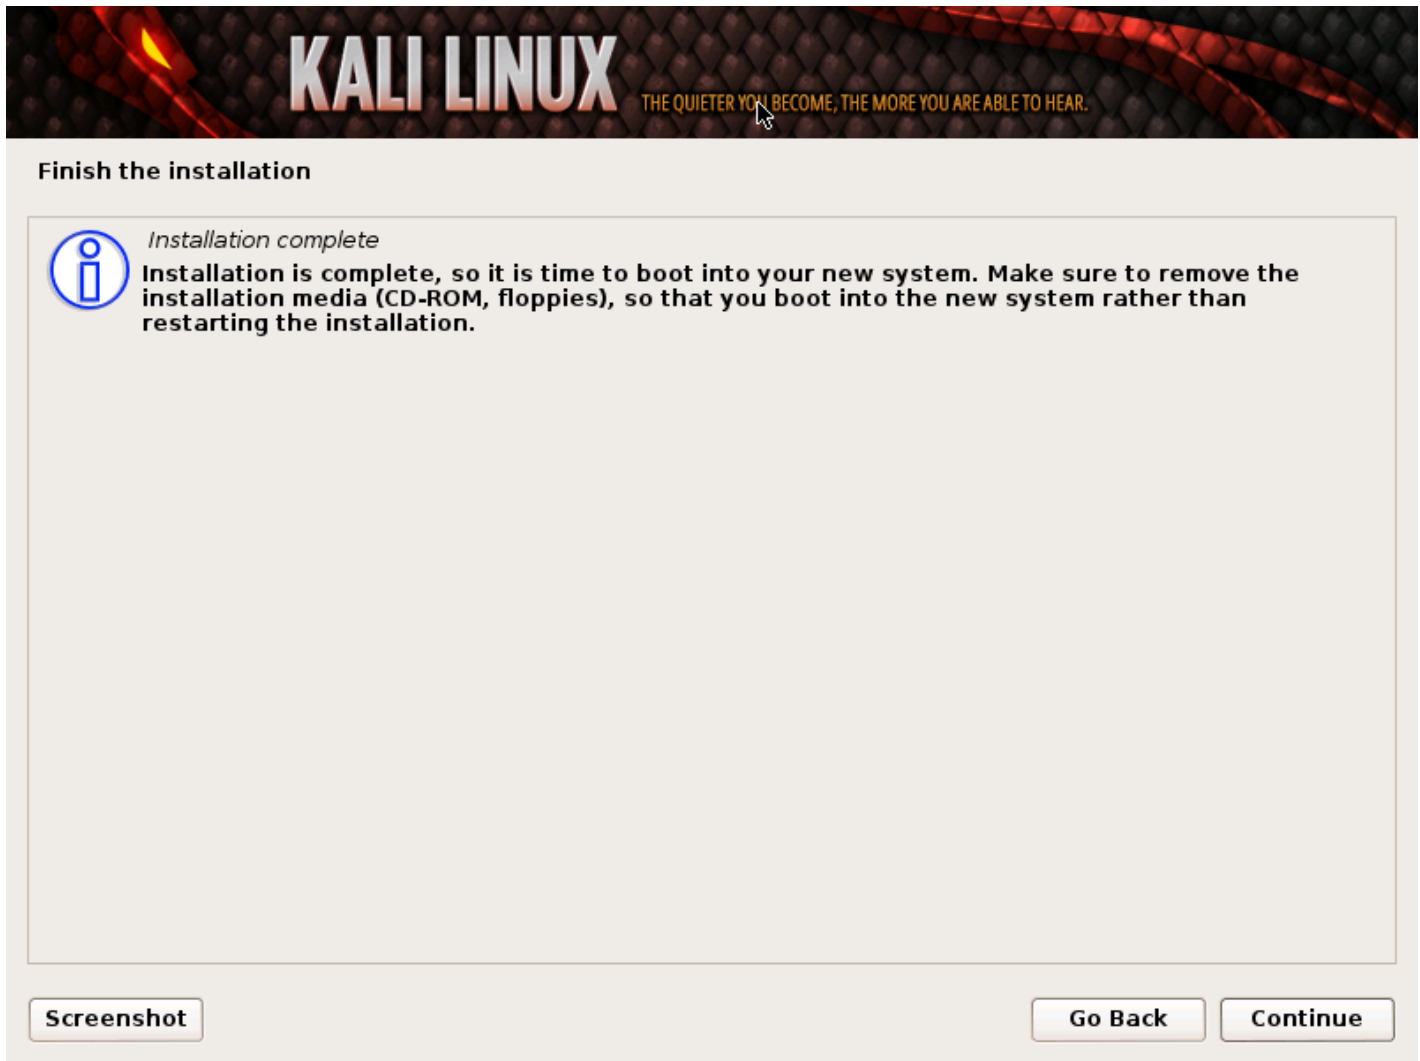 KALI LINUX
THE QUIETER YOU BECOME, THE MORE YOU ARE ABLE TO HEAR.
Finish the installation
Installation complete
Installation is complete, so it is time to boot into your new system. Make sure to remove the
installation media (CD-ROM, floppies), so that you boot into the new system rather than
restarting the installation.
Screenshot
Go Back
Continue